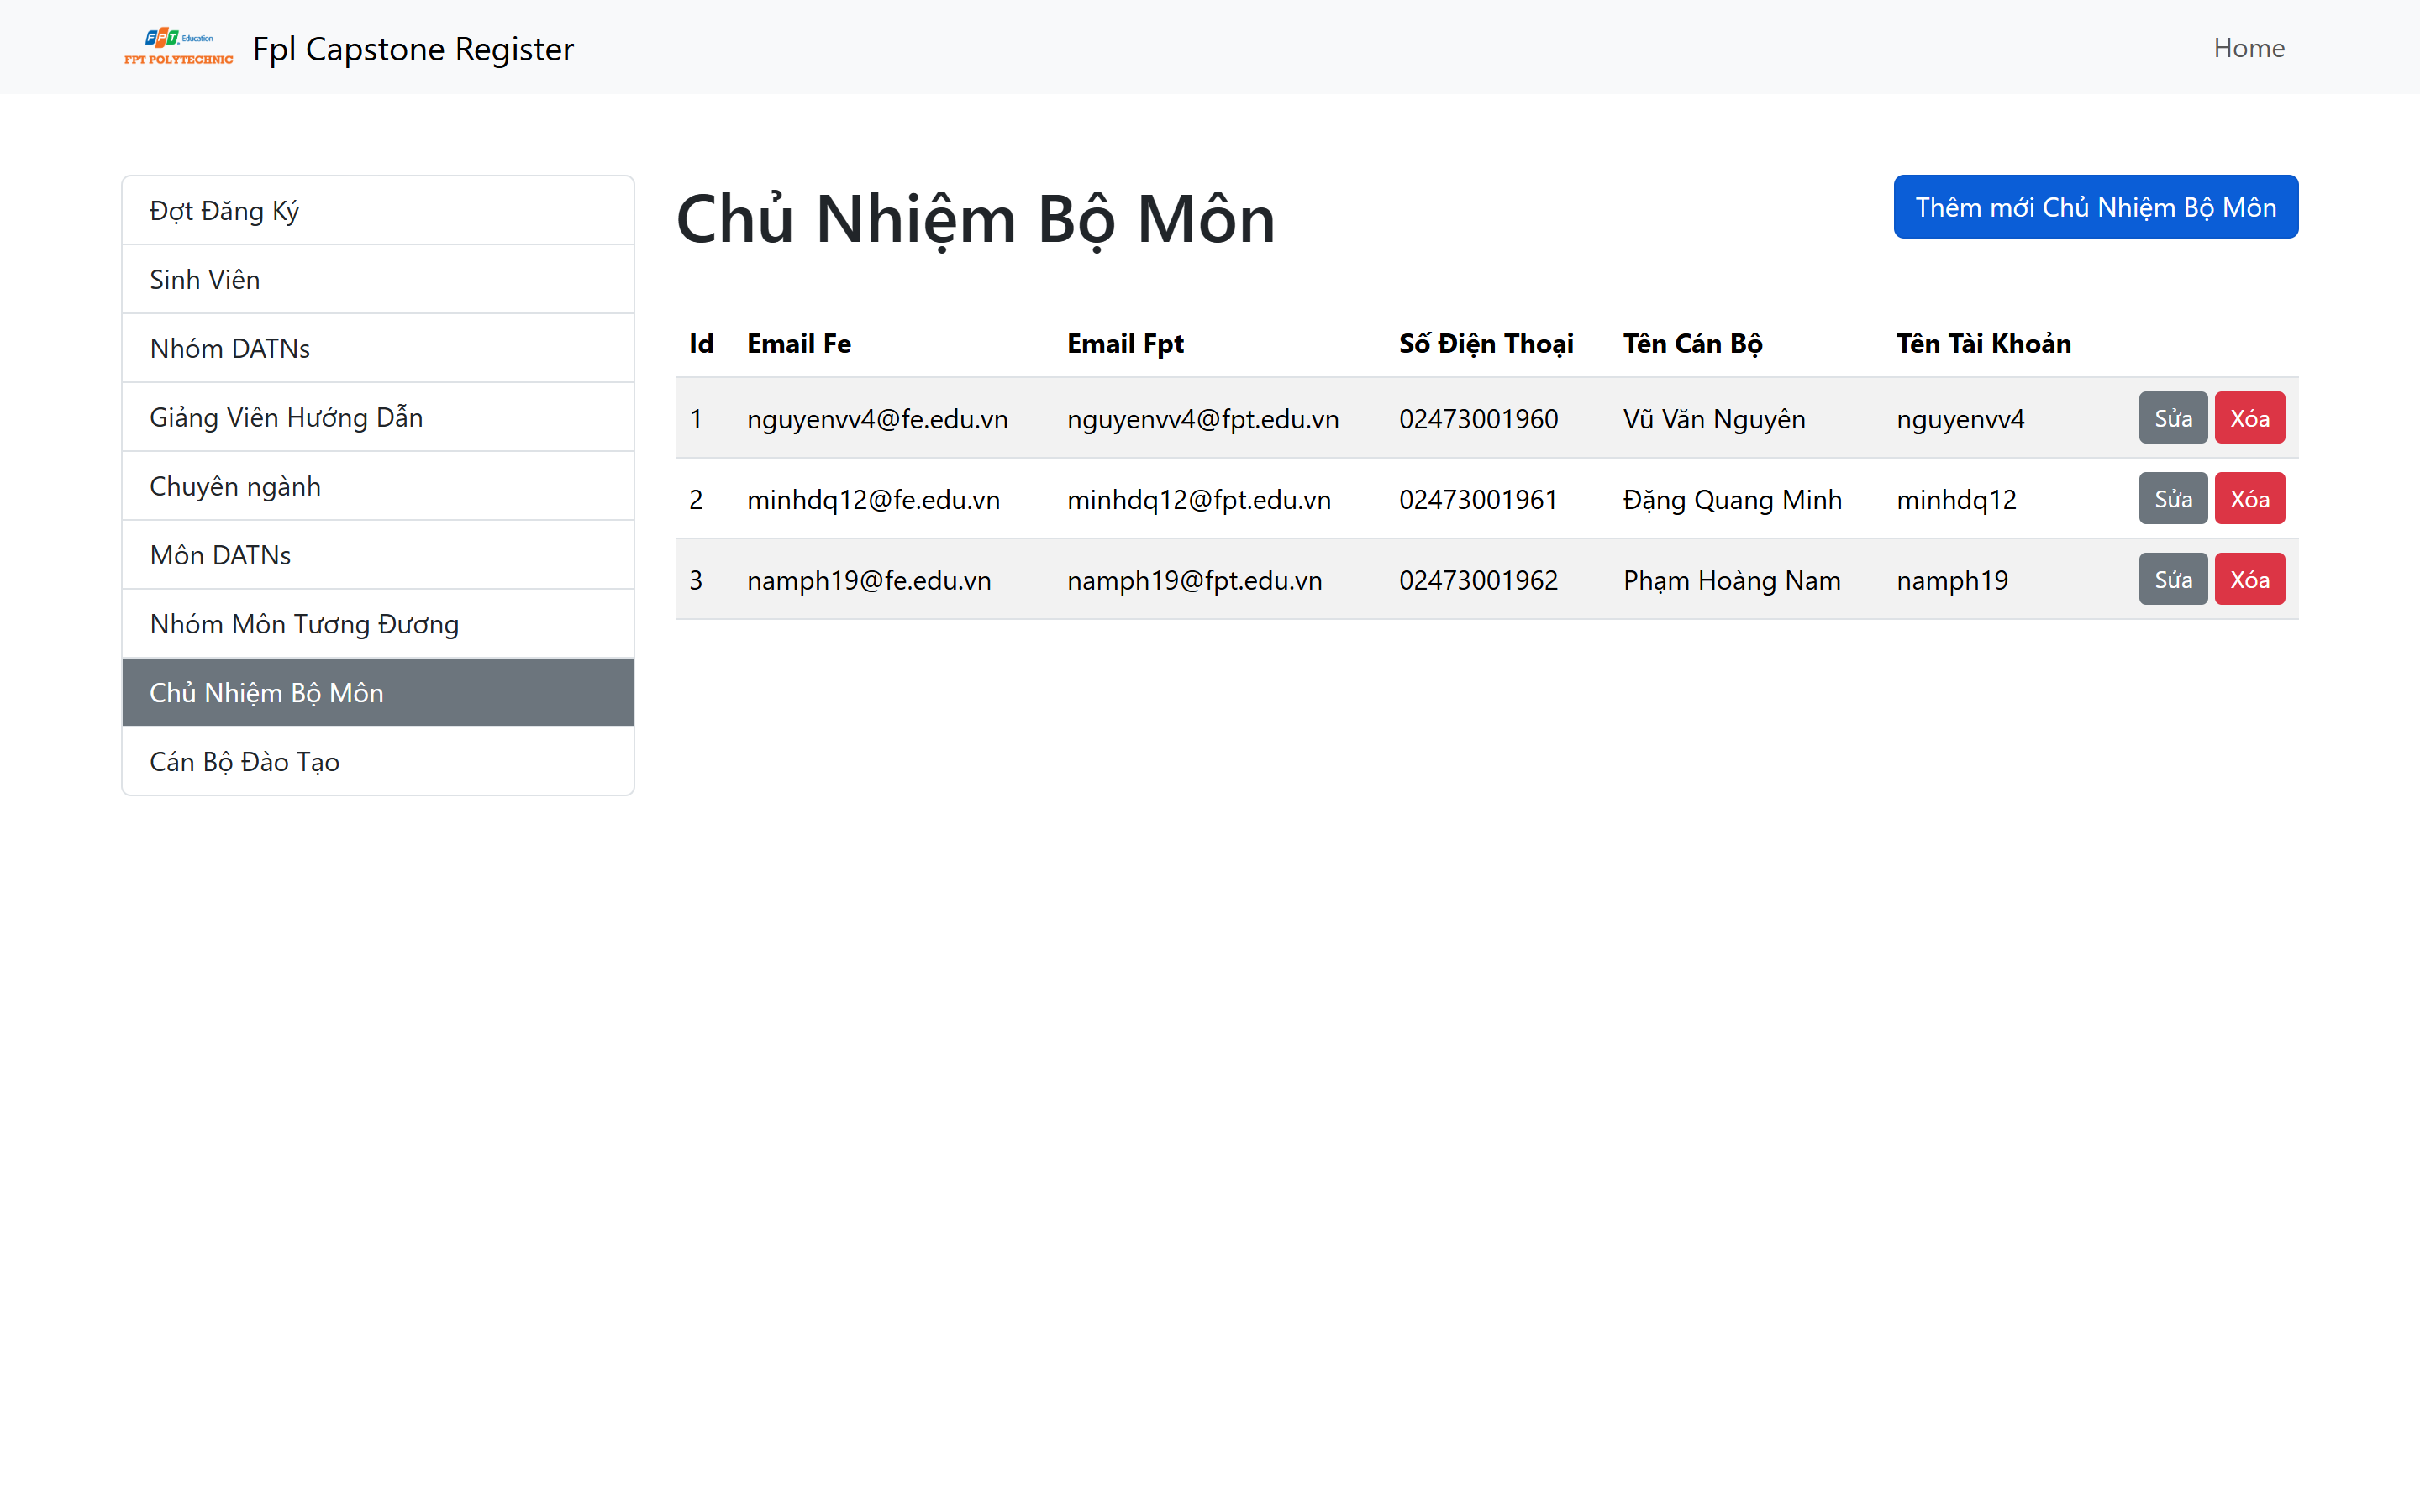 FPT Education
FPT POLYTECHNIC
Fpl Capstone Register
Home
Đợt Đăng Ký
Sinh Viên
Nhóm DATNs
Giảng Viên Hướng Dẫn
Chuyên ngành
Môn DATNs
Nhóm Môn Tương Đương
Chủ Nhiệm Bộ Môn
Cán Bộ Đào Tạo
Chủ Nhiệm Bộ Môn
Thêm mới Chủ Nhiệm Bộ Môn
Id Email Fe Email Fpt Số Điện Thoại Tên Cán Bộ Tên Tài Khoản
1 nguyenvv4@fe.edu.vn nguyenvv4@fpt.edu.vn 02473001960 Vũ Văn Nguyên nguyenvv4 Sửa Xóa
2 minhdq12@fe.edu.vn minhdq12@fpt.edu.vn 02473001961 Đặng Quang Minh minhdq12 Sửa Xóa
3 namph19@fe.edu.vn namph19@fpt.edu.vn 02473001962 Phạm Hoàng Nam namph19 Sửa Xóa